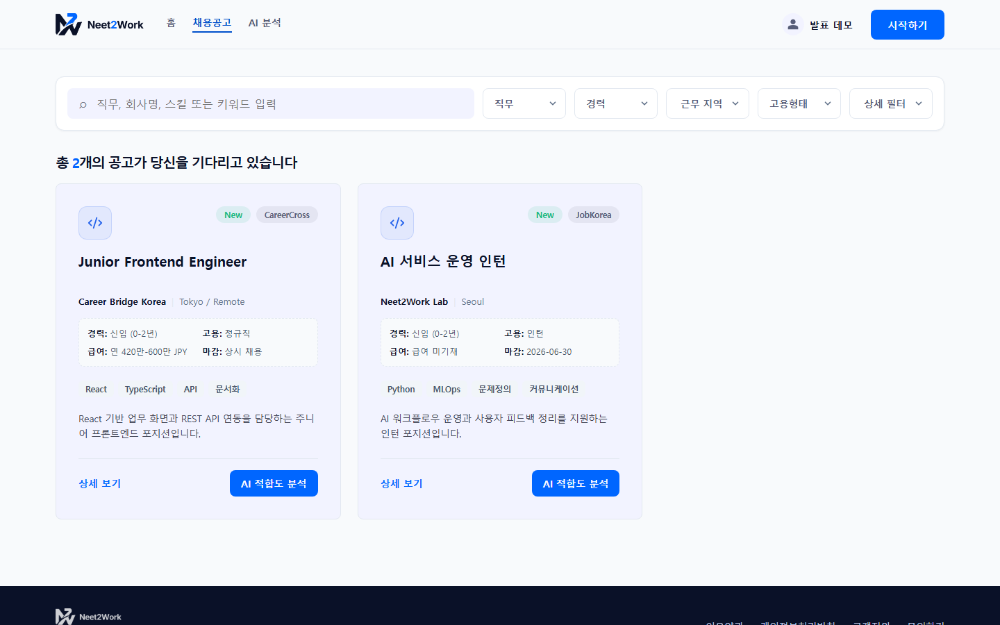 Neet2Work 홈 채용공고 AI 분석 발표 데모 시작하기
직무, 회사명, 스킬 또는 키워드 입력 직무 경력 근무 지역 고용형태 상세 필터
총 2개의 공고가 당신을 기다리고 있습니다
New CareerCross
Junior Frontend Engineer
Career Bridge Korea Tokyo / Remote
경력: 신입 (0-2년) 고용: 정규직
급여: 연 420만-600만 JPY 마감: 상시 채용
React TypeScript API 문서화
React 기반 업무 화면과 REST API 연동을 담당하는 주니
어 프론트엔드 포지션입니다.
상세 보기 AI 적합도 분석
New JobKorea
AI 서비스 운영 인턴
Neet2Work Lab Seoul
경력: 신입 (0-2년) 고용: 인턴
급여: 급여 미기재 마감: 2026-06-30
Python MLOps 문제정의 커뮤니케이션
AI 워크플로우 운영과 사용자 피드백 정리를 지원하는
인턴 포지션입니다.
상세 보기 AI 적합도 분석
Neet2Work